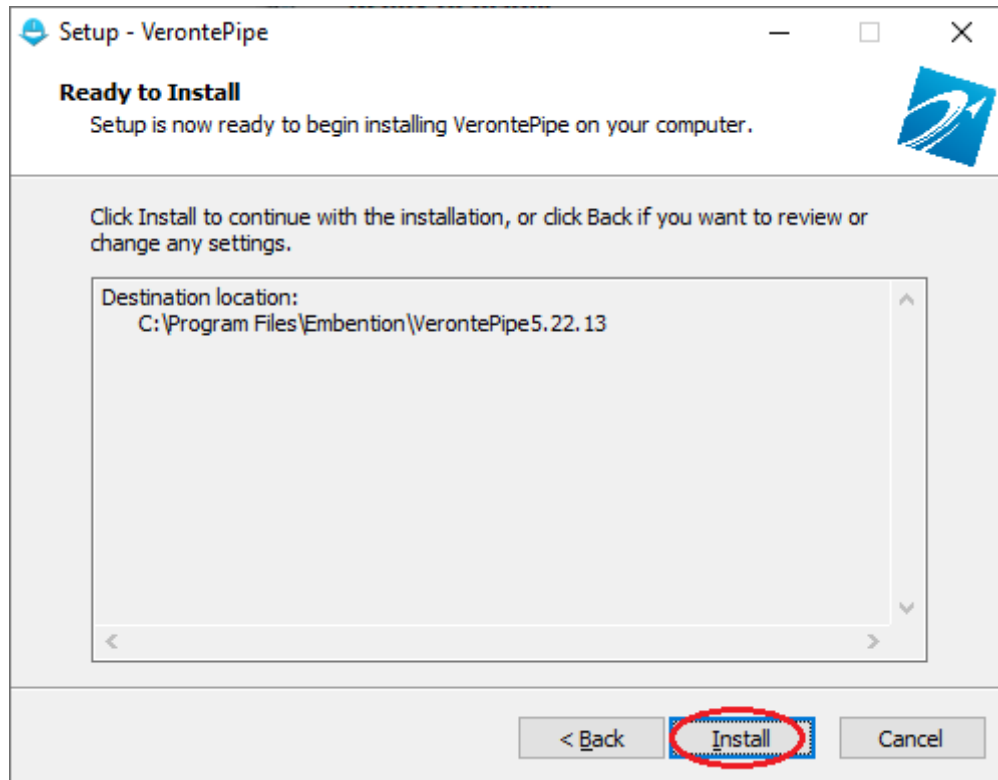 Setup - VerontePipe
Ready to Install
Setup is now ready to begin installing VerontePipe on your computer.
Click Install to continue with the installation, or click Back if you want to review or
change any settings.
Destination location:
C:\Program Files\Embention\VerontePipe5.22.13
< Back
Install
Cancel